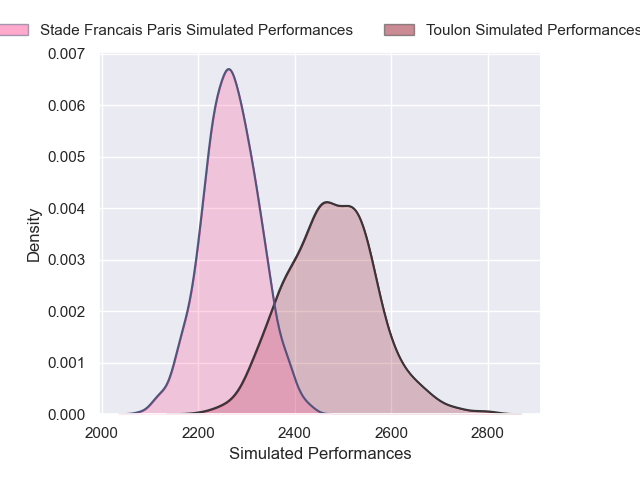 Stade Francais Paris Simulated Performances Toulon Simulated Performances
0.007
0.006
0.005
0.004
0.003
0.002
0.001
0.000
Density
2000 2200 2400 2600 2800
Simulated Performances